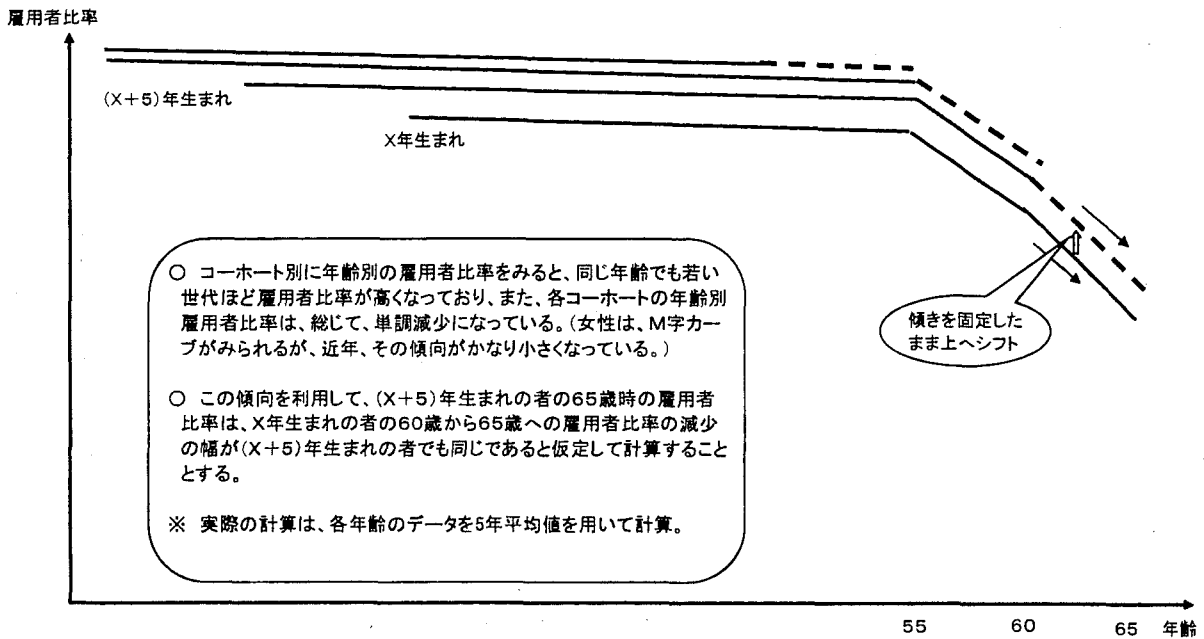 雇用者比率
(X+5)年生まれ
X年生まれ
○ コーホート別に年齢別の雇用者比率をみると、同じ年齢でも若い
世代ほど雇用者比率が高くなっており、また、各コーホートの年齢別
雇用者比率は、総じて、単調減少になっている。(女性は、M字カー
ブがみられるが、近年、その傾向がかなり小さくなっている。)
○ この傾向を利用して、(X+5)年生まれの者の65歳時の雇用者
比率は、X年生まれの者の60歳から65歳への雇用者比率の減少
の幅が(X+5)年生まれの者でも同じであると仮定して計算すること
とする。
※ 実際の計算は、各年齢のデータを5年平均値を用いて計算。
傾きを固定した
まま上へシフト
55 60 65 年齢